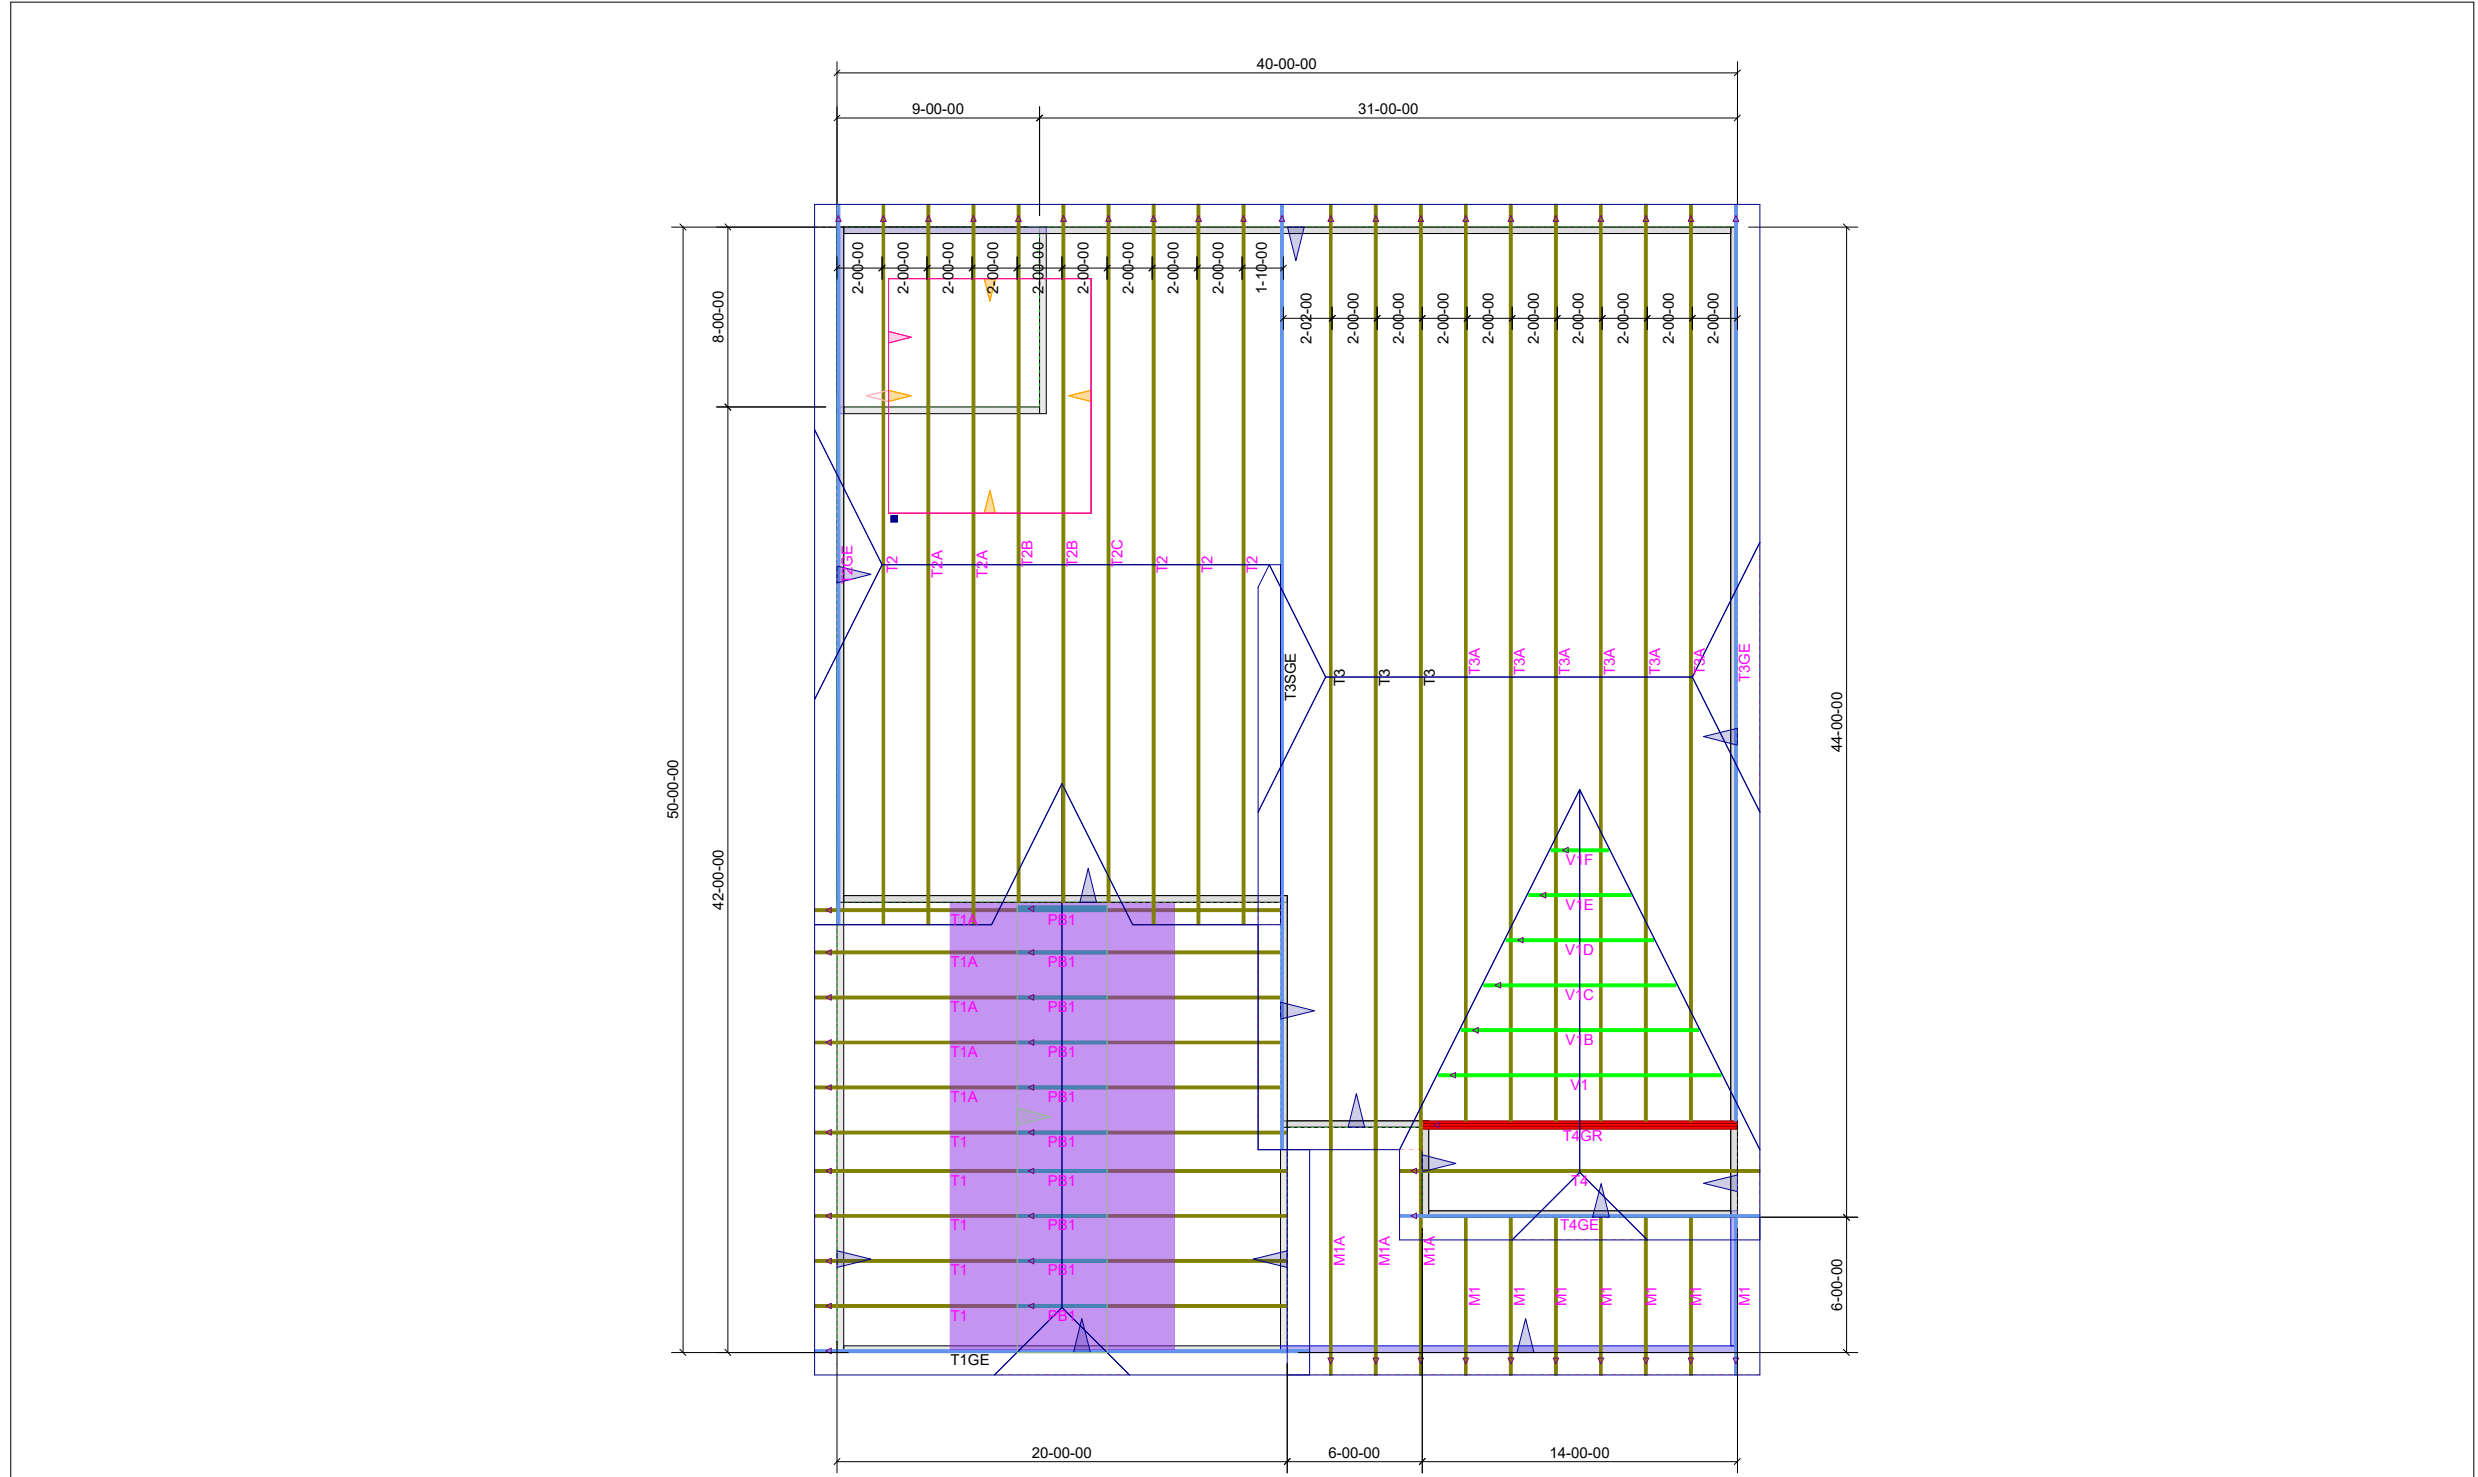 40-00-00
9-00-00
31-00-00
2-00-00
2-00-00
2-00-00
2-00-00
2-00-00
2-00-00
2-00-00
2-00-00
2-00-00
1-10-00
2-02-00
2-00-00
2-00-00
2-00-00
2-00-00
2-00-00
2-00-00
2-00-00
2-00-00
2-00-00
8-00-00
T2GE
T2
T2A
T2A
T2B
T2B
T2C
T2
T2
T2
T3SGE
T3
T3
T3
T3A
T3A
T3A
T3A
T3A
T3A
T3GE
44-00-00
50-00-00
42-00-00
V1F
V1E
V1D
V1C
V1B
V1
T1A PB1
T1A PB1
T1A PB1
T1A PB1
T1A PB1
T1 PB1
T1 PB1
T1 PB1
T1 PB1
T1 PB1
T1GE
T4GR
T4
T4GE
M1A
M1A
M1A
M1
M1
M1
M1
M1
M1
M1
6-00-00
20-00-00
6-00-00
14-00-00